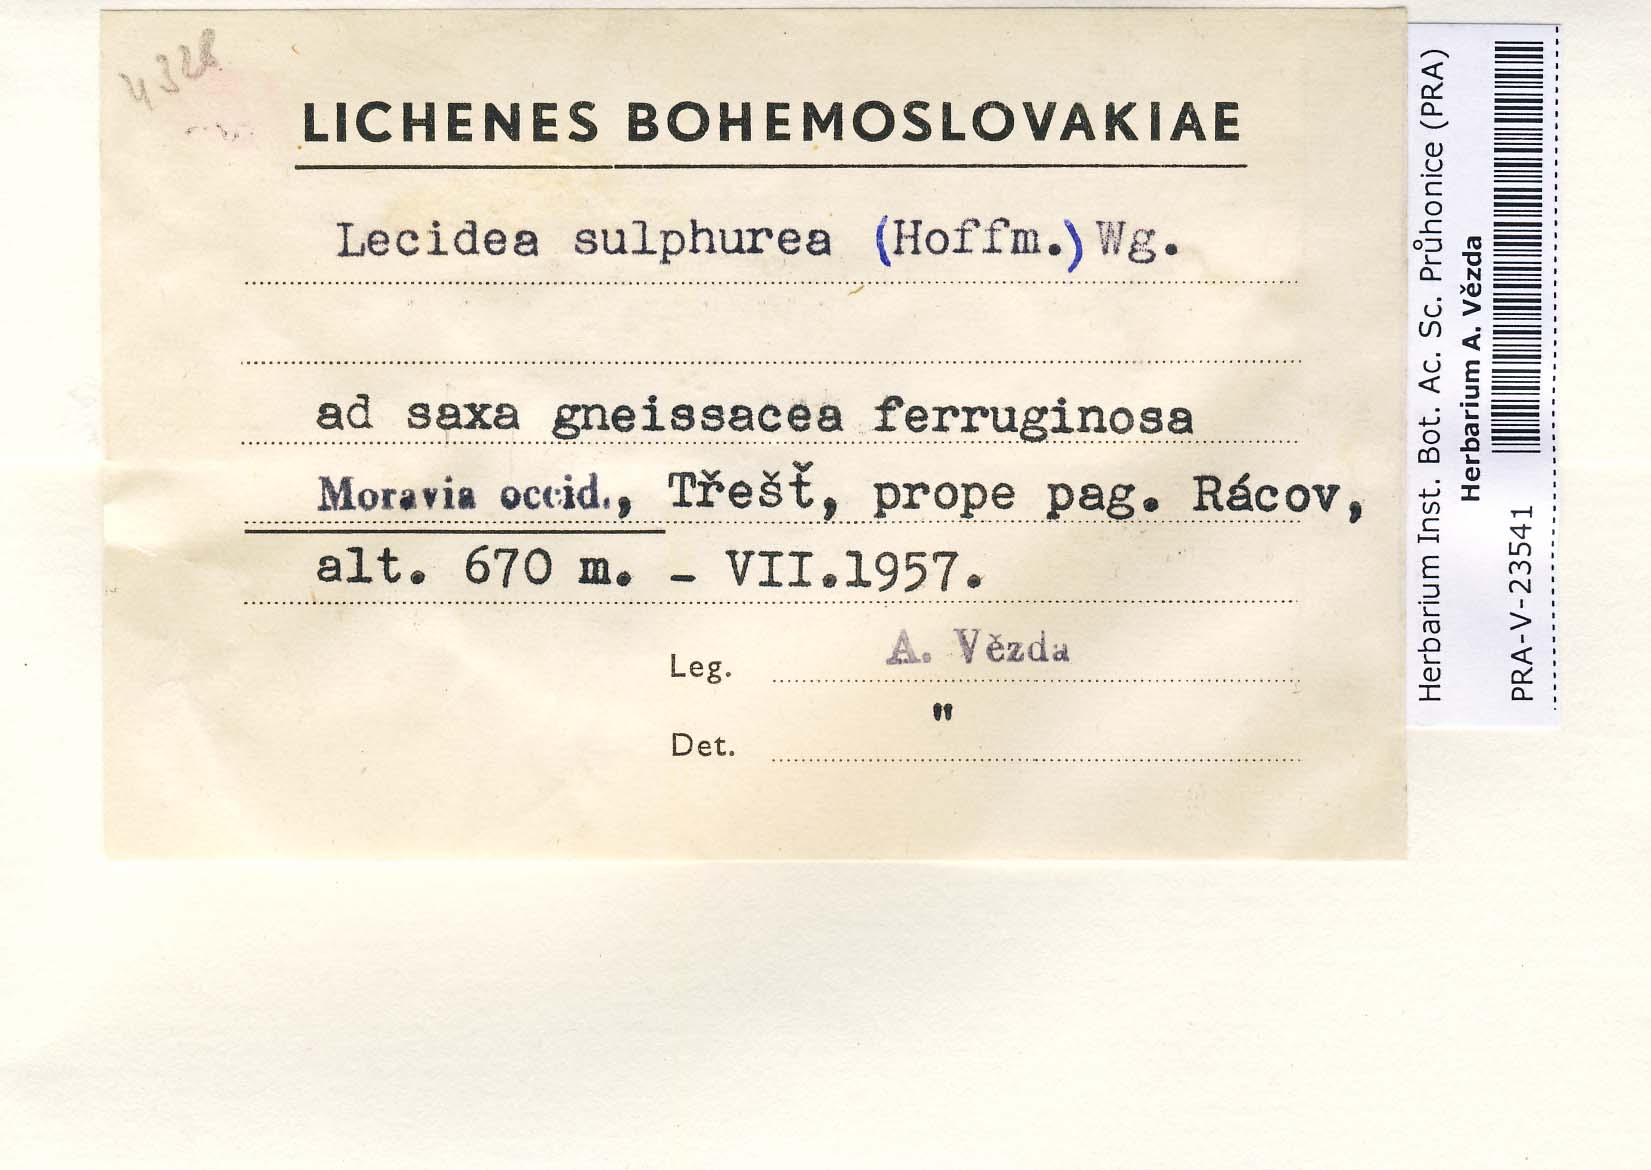 4328
LICHENES BOHEMOSLOVAKIAE
Lecidea sulphurea (Hoffm.) Wg.
ad saxa gneissacea ferruginosa
Moravia occid., Třešť, prope pag. Rácov,
alt. 670 m. - VII.1957.
Leg. A. Vězda
Det. "
Herbarium Inst. Bot. Ac. Sc. Průhonice (PRA)
Herbarium A. Vězda
PRA-V-23541